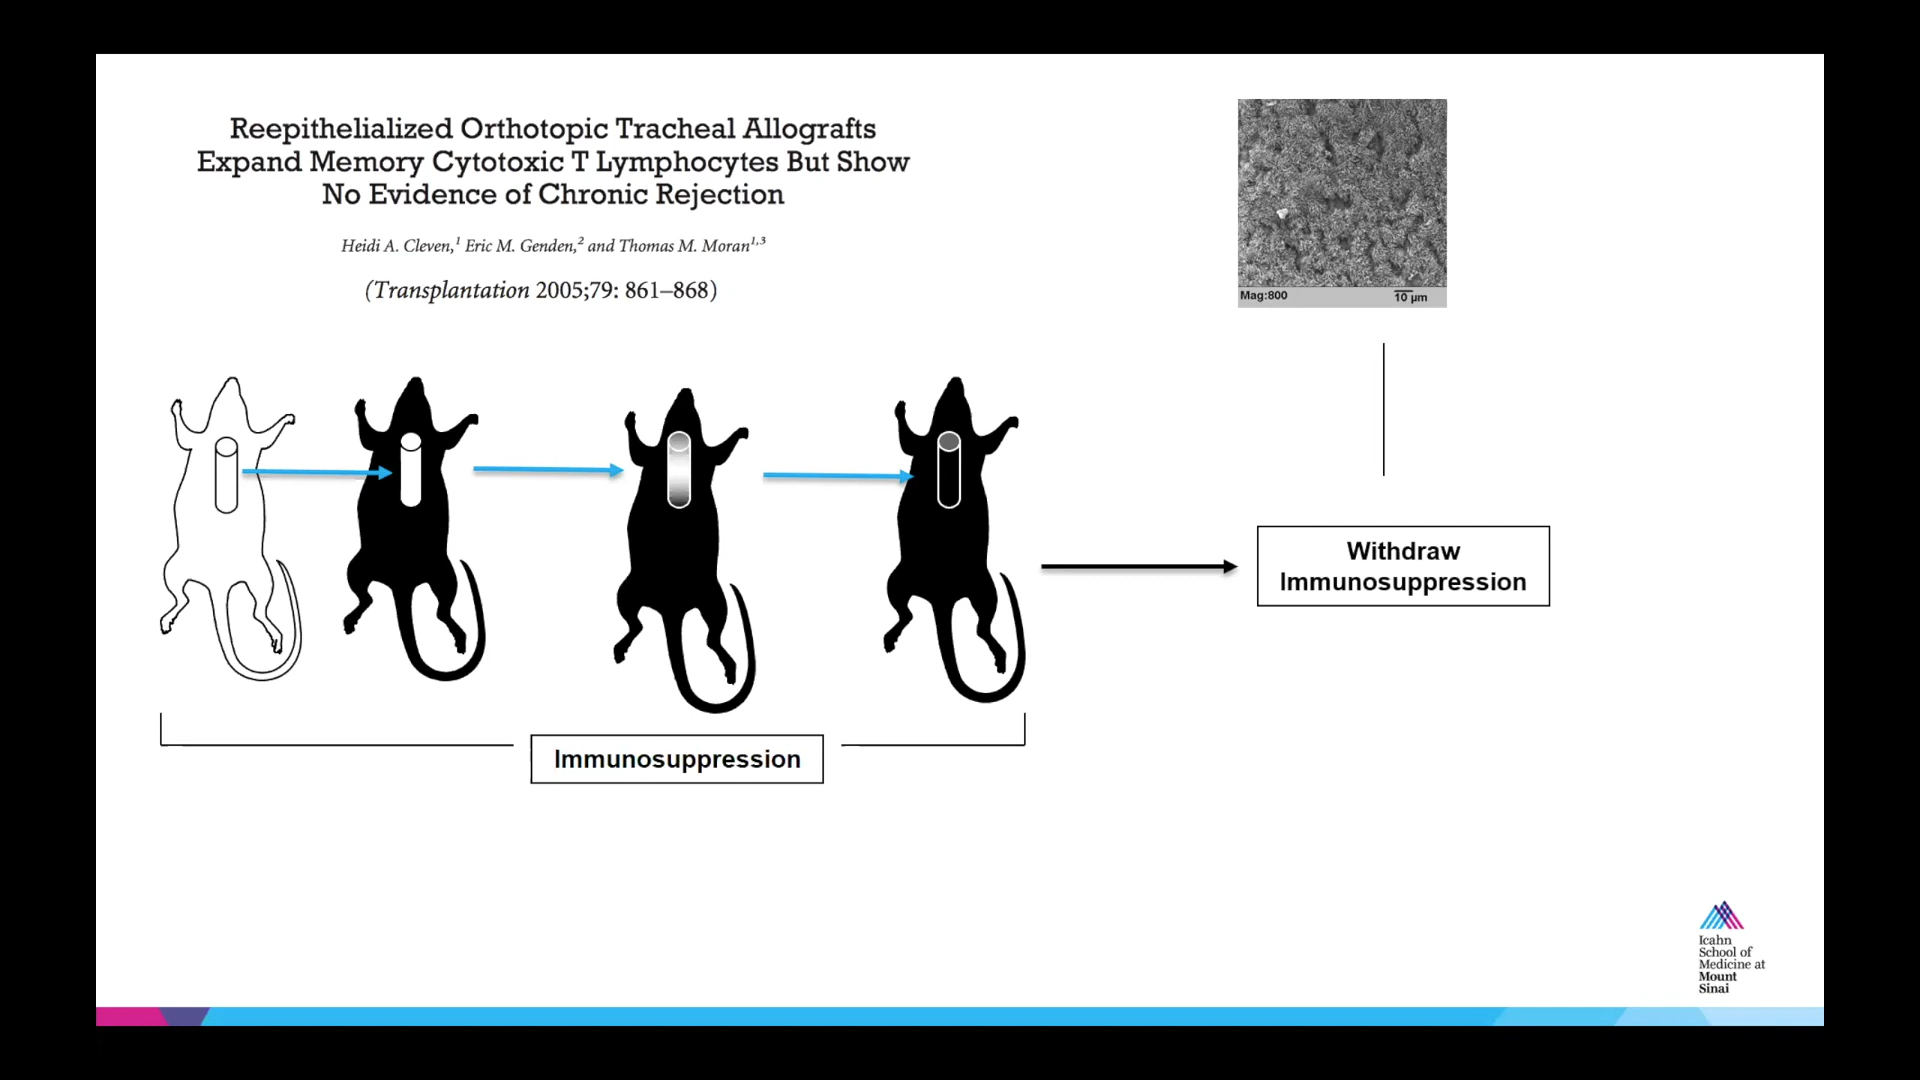 Reepithelialized Orthotopic Tracheal Allografts
Expand Memory Cytotoxic T Lymphocytes But Show
No Evidence of Chronic Rejection
Heidi A. Cleven,¹ Eric M. Genden,² and Thomas M. Moran¹,³
(Transplantation 2005;79: 861–868)
Mag:800
10 µm
Withdraw
Immunosuppression
Immunosuppression
Icahn
School of
Medicine at
Mount
Sinai